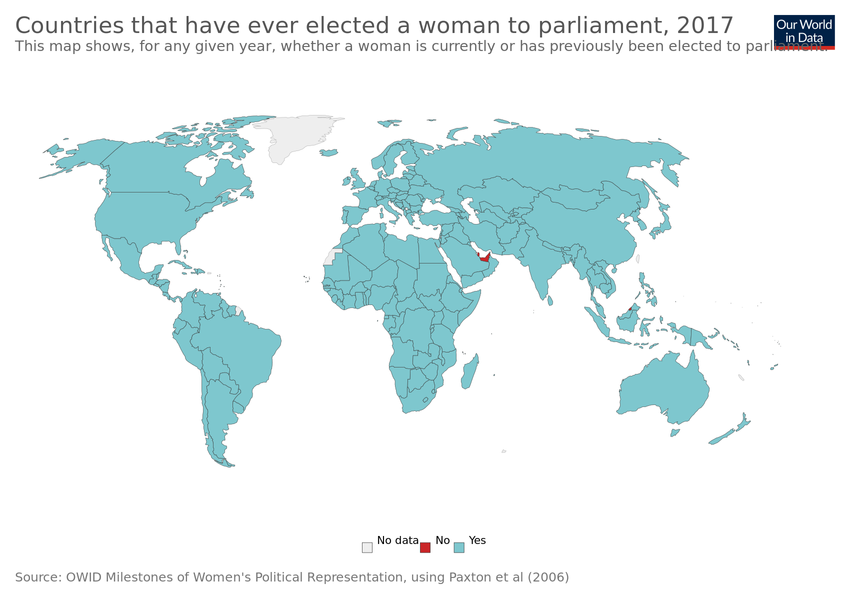 Countries that have ever elected a woman to parliament, 2017
Our World
in Data
This map shows, for any given year, whether a woman is currently or has previously been elected to parliament.
No data
No
Yes
Source: OWID Milestones of Women's Political Representation, using Paxton et al (2006)